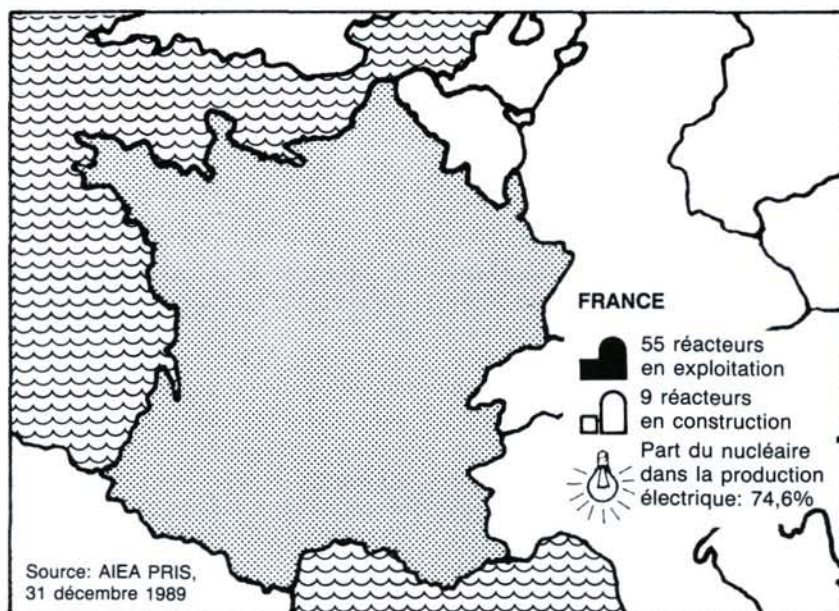 FRANCE
55 réacteurs
en exploitation
9 réacteurs
en construction
Part du nucléaire
dans la production
électrique: 74,6%
Source: AIEA PRIS,
31 décembre 1989